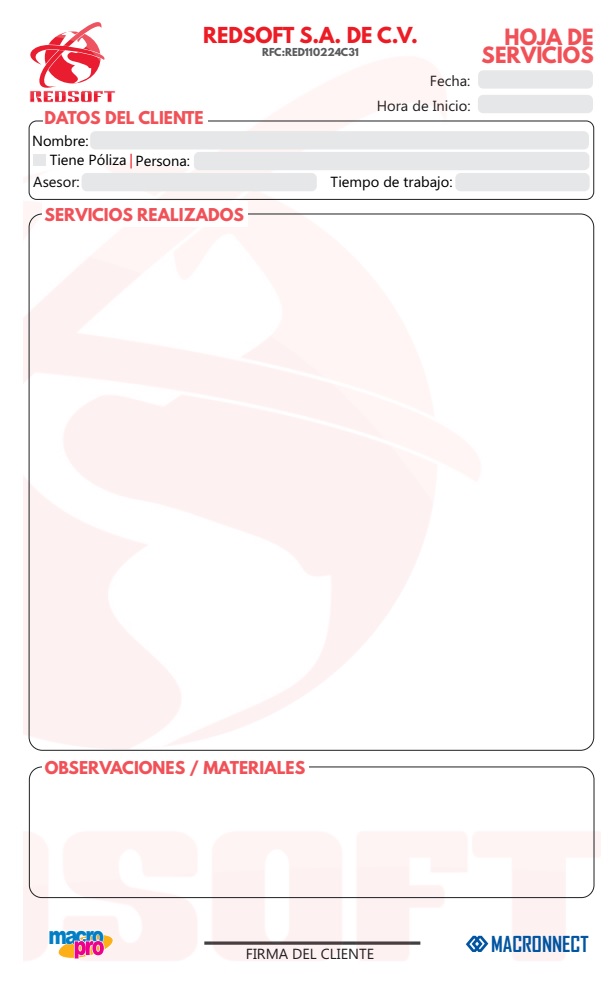 REDSOFT S.A. DE C.V.
RFC:RED110224C31
HOJA DE
SERVICIOS
REDSOFT
Fecha:
Hora de Inicio:
DATOS DEL CLIENTE
Nombre:
Tiene Póliza | Persona:
Asesor: Tiempo de trabajo:
SERVICIOS REALIZADOS
OBSERVACIONES / MATERIALES
DSOFT
macro
pro
FIRMA DEL CLIENTE
MACRONNECT